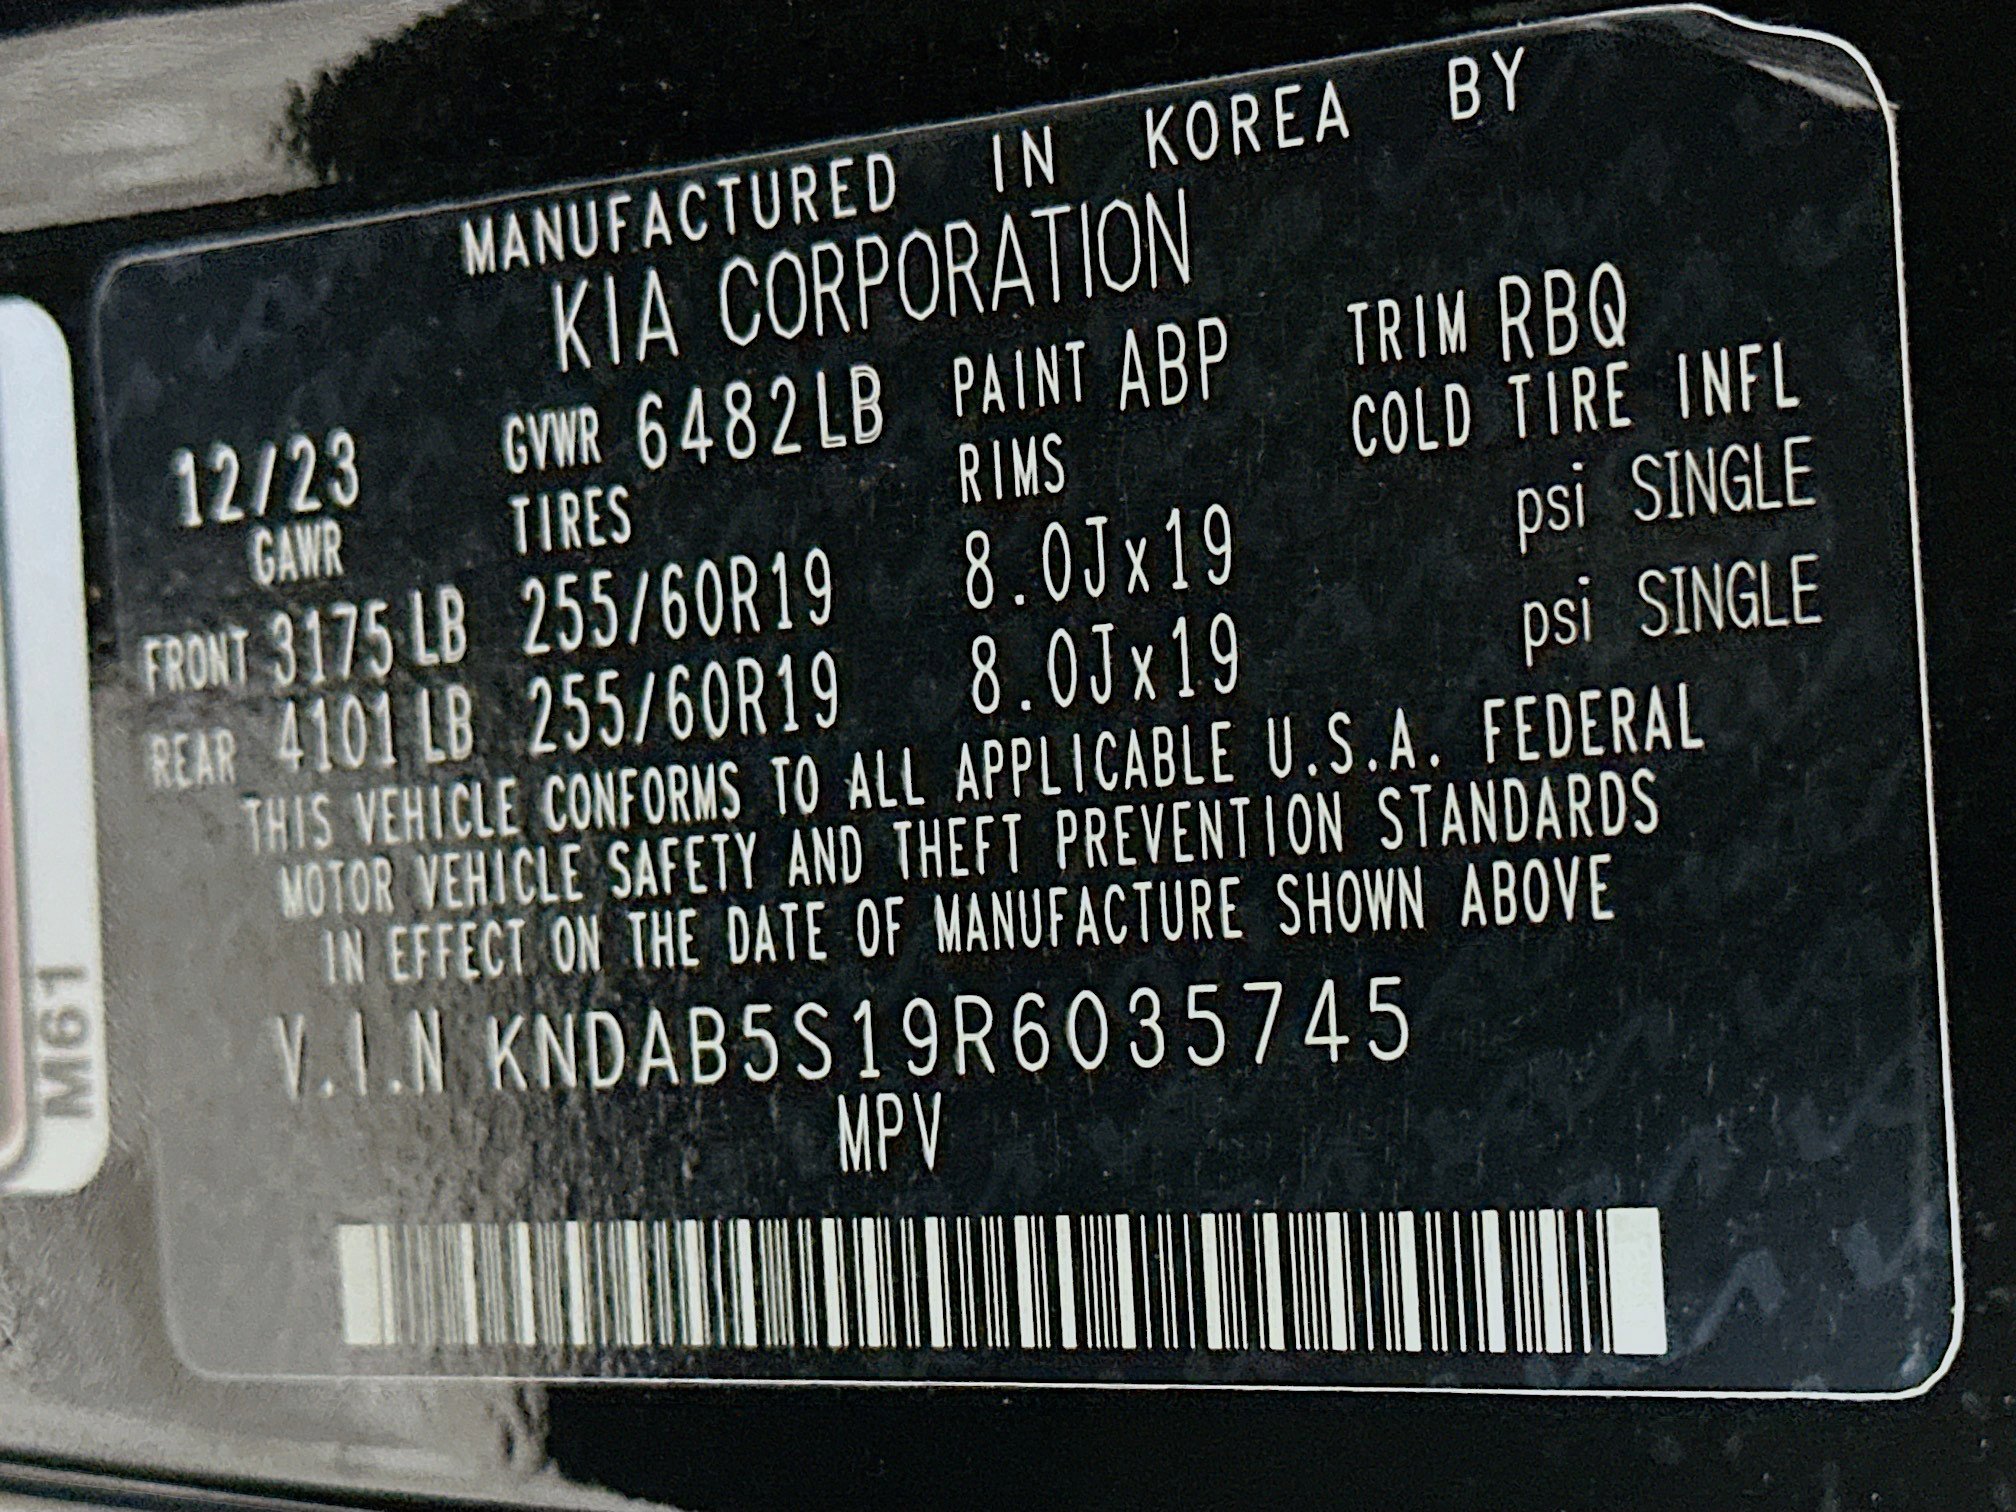 MANUFACTURED IN KOREA BY
KIA CORPORATION
12/23 GVWR 6482LB PAINT ABP TRIM RBQ
GAWR TIRES RIMS COLD TIRE INFL
FRONT 3175 LB 255/60R19 8.0Jx19 psi SINGLE
REAR 4101 LB 255/60R19 8.0Jx19 psi SINGLE
THIS VEHICLE CONFORMS TO ALL APPLICABLE U.S.A. FEDERAL
MOTOR VEHICLE SAFETY AND THEFT PREVENTION STANDARDS
IN EFFECT ON THE DATE OF MANUFACTURE SHOWN ABOVE
V.I.N KNDAB5S19R6035745
MPV
M61